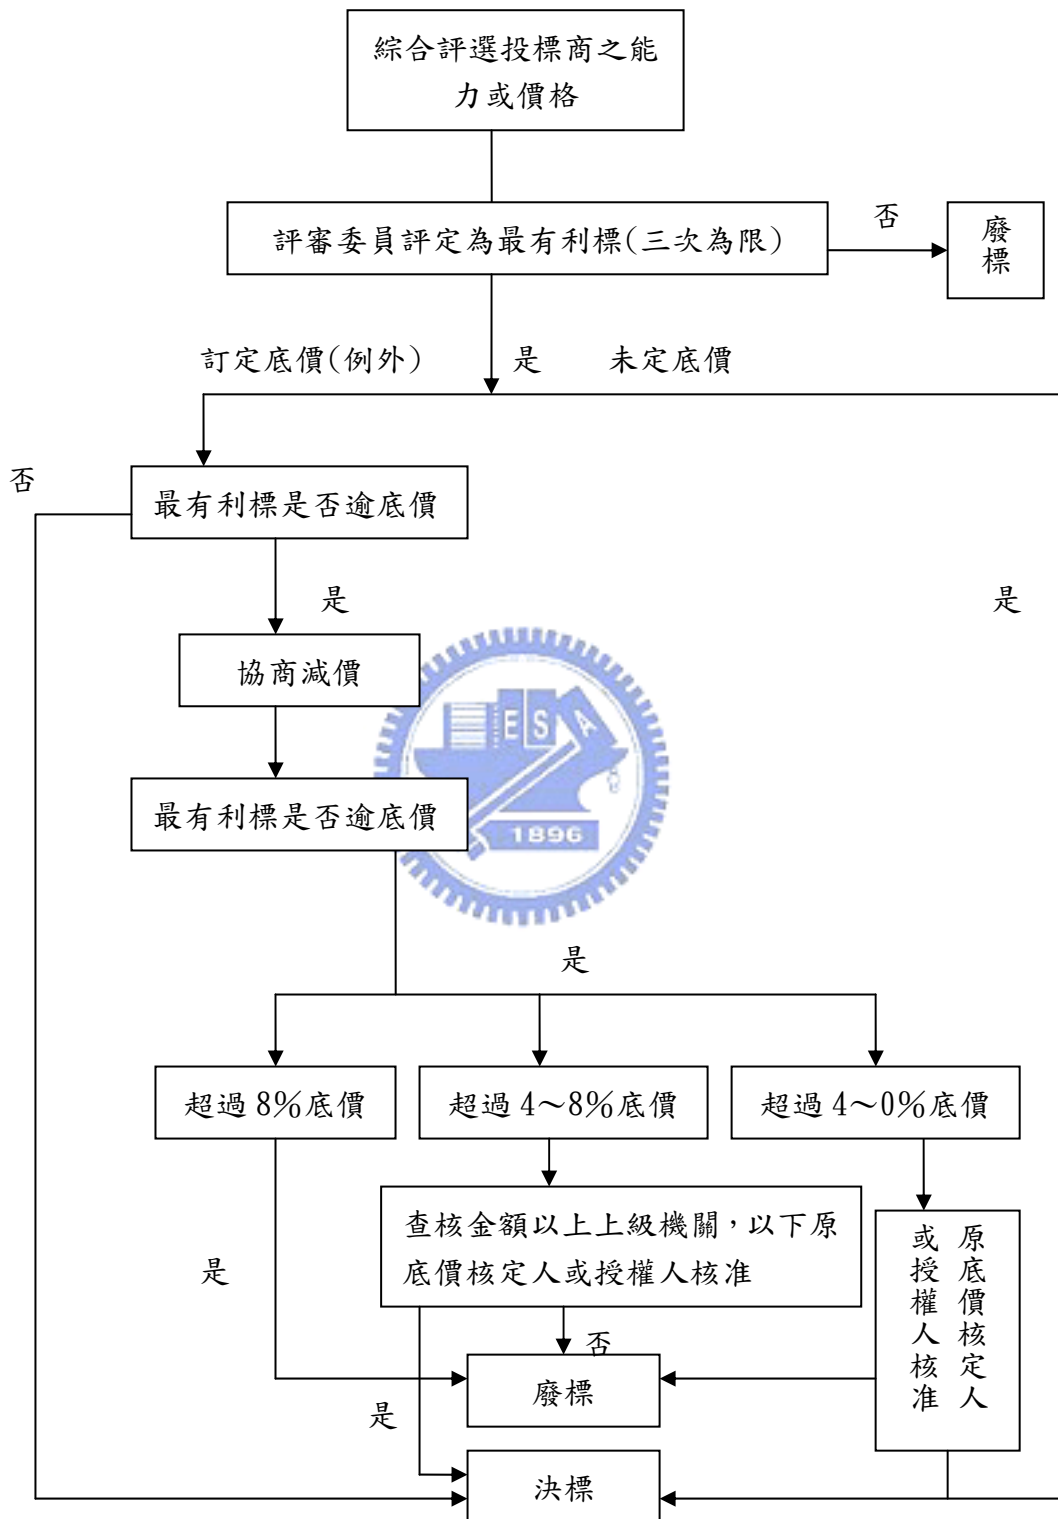 綜合評選投標商之能
力或價格
評審委員評定為最有利標(三次為限)
否
廢標
訂定底價(例外)
是
未定底價
否
最有利標是否逾底價
是
是
協商減價
ESA
1896
最有利標是否逾底價
是
超過 8%底價
超過 4～8%底價
超過 4～0%底價
查核金額以上上級機關，以下原
底價核定人或授權人核准
原底價核定人
或授權人核准
是
否
廢標
是
決標